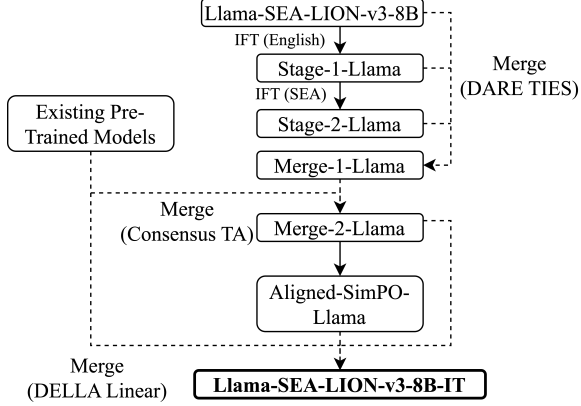 Llama-SEA-LION-v3-8B
IFT (English)
Merge
(DARE TIES)
Stage-1-Llama
IFT (SEA)
Existing Pre-
Trained Models
Stage-2-Llama
Merge-1-Llama
Merge
(Consensus TA)
Merge-2-Llama
Aligned-SimPO-
Llama
Merge
(DELLA Linear)
Llama-SEA-LION-v3-8B-IT